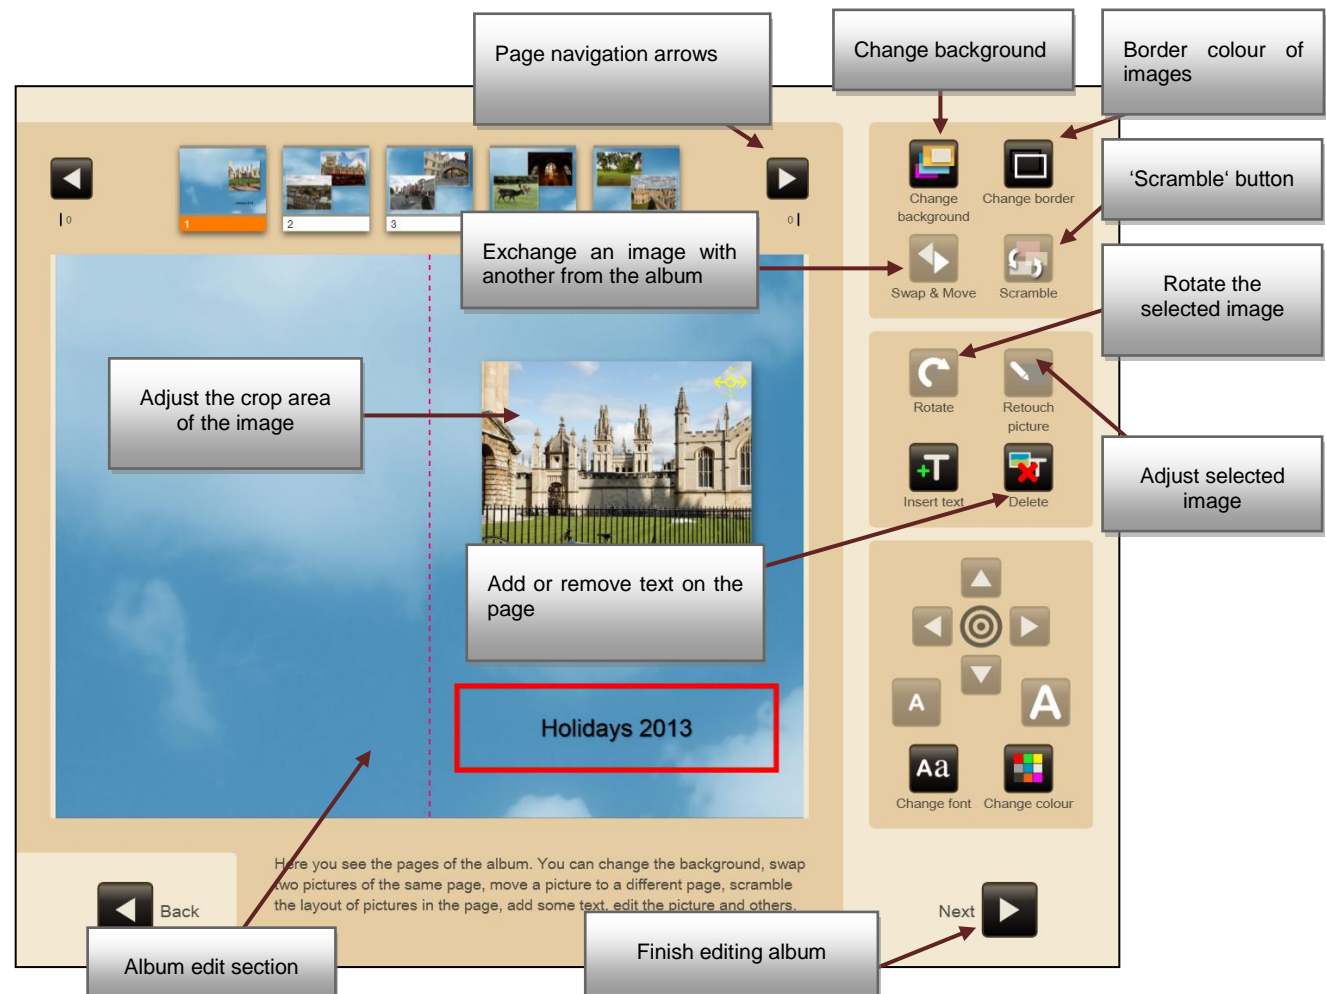 Page navigation arrows
Change background
Border colour of
images
‘Scramble‘ button
Rotate the
selected image
Adjust selected
image
Exchange an image with
another from the album
Adjust the crop area
of the image
Add or remove text on the
page
Album edit section
Finish editing album
0
1
2
3
0
Change
background
Change border
Swap & Move
Scramble
Rotate
Retouch
picture
Insert text
Delete
A
A
Aa
Change font
Change colour
Holidays 2013
Here you see the pages of the album. You can change the background, swap
two pictures of the same page, move a picture to a different page, scramble
the layout of pictures in the page, add some text, edit the picture and others.
Back
Next